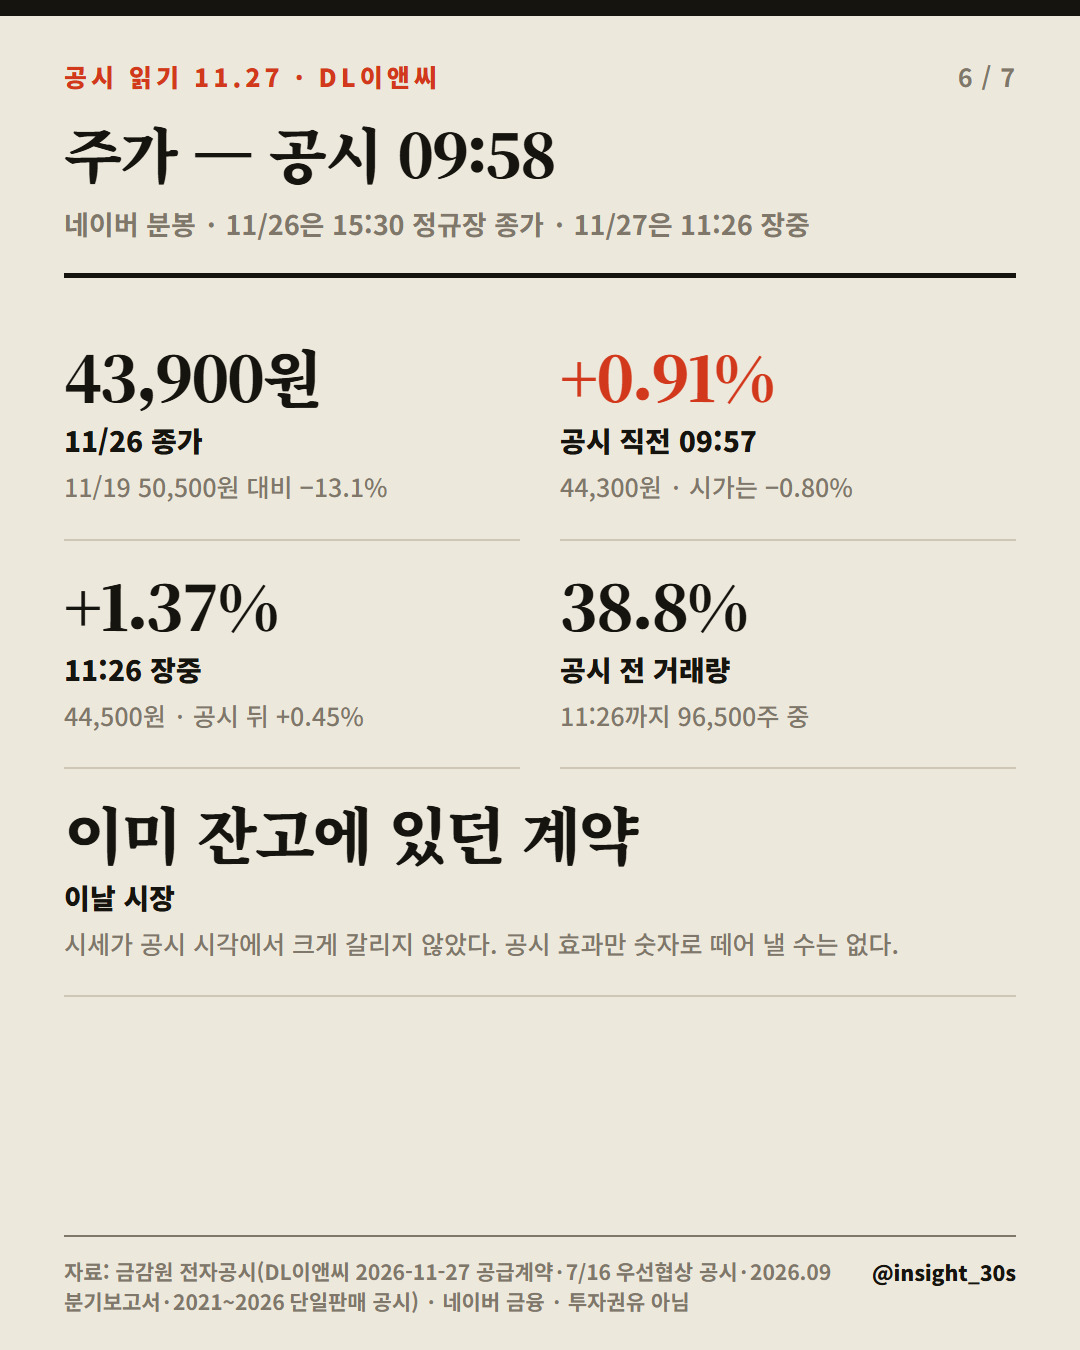 공시 읽기 11.27 · DL이앤씨
6 / 7
주가 — 공시 09:58
네이버 분봉 · 11/26은 15:30 정규장 종가 · 11/27은 11:26 장중
43,900원
11/26 종가
11/19 50,500원 대비 −13.1%
+0.91%
공시 직전 09:57
44,300원 · 시가는 −0.80%
+1.37%
11:26 장중
44,500원 · 공시 뒤 +0.45%
38.8%
공시 전 거래량
11:26까지 96,500주 중
이미 잔고에 있던 계약
이날 시장
시세가 공시 시각에서 크게 갈리지 않았다. 공시 효과만 숫자로 떼어 낼 수는 없다.
자료: 금감원 전자공시(DL이앤씨 2026-11-27 공급계약·7/16 우선협상 공시·2026.09
분기보고서·2021~2026 단일판매 공시) · 네이버 금융 · 투자권유 아님
@insight_30s